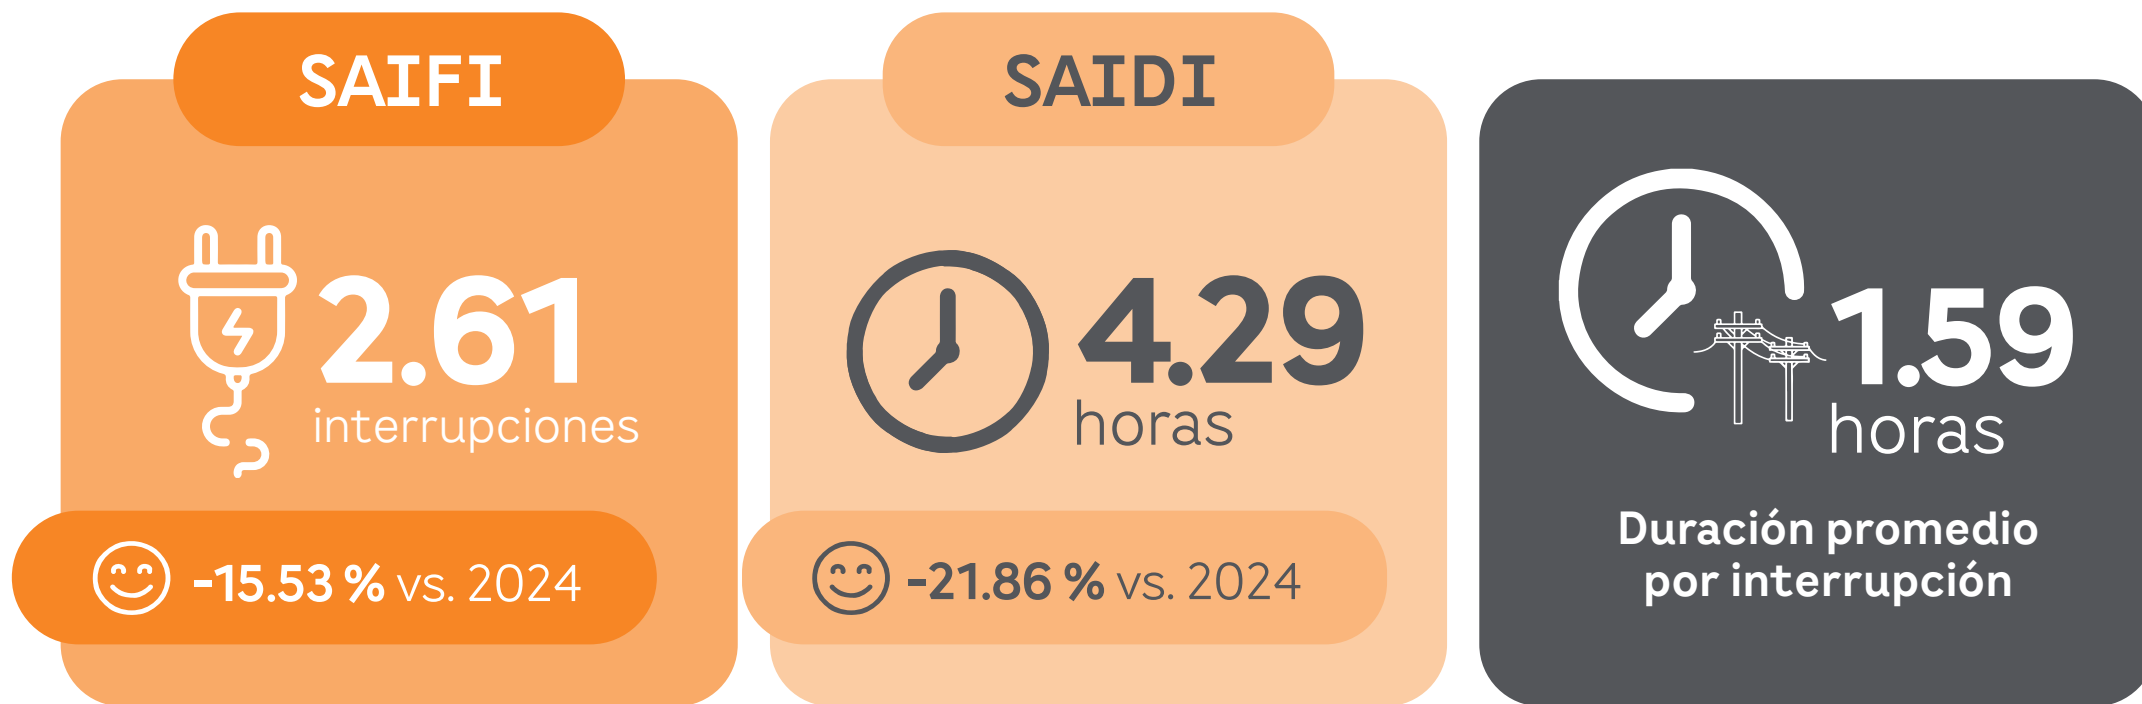 SAIFI
2.61
interrupciones
-15.53 % vs. 2024
SAIDI
4.29
horas
-21.86 % vs. 2024
1.59
horas
Duración promedio
por interrupción